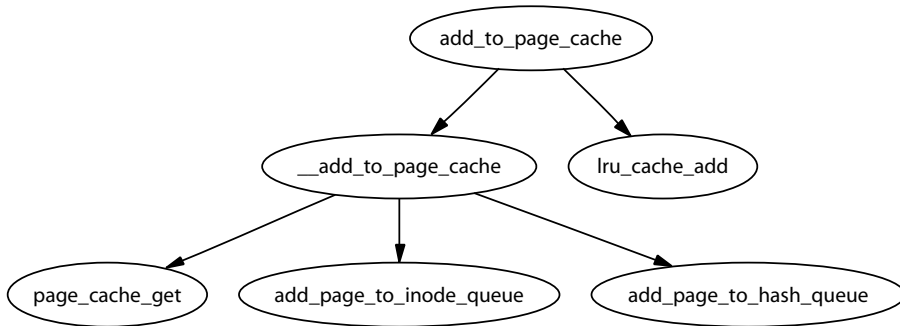 add_to_page_cache
__add_to_page_cache
lru_cache_add
page_cache_get
add_page_to_inode_queue
add_page_to_hash_queue